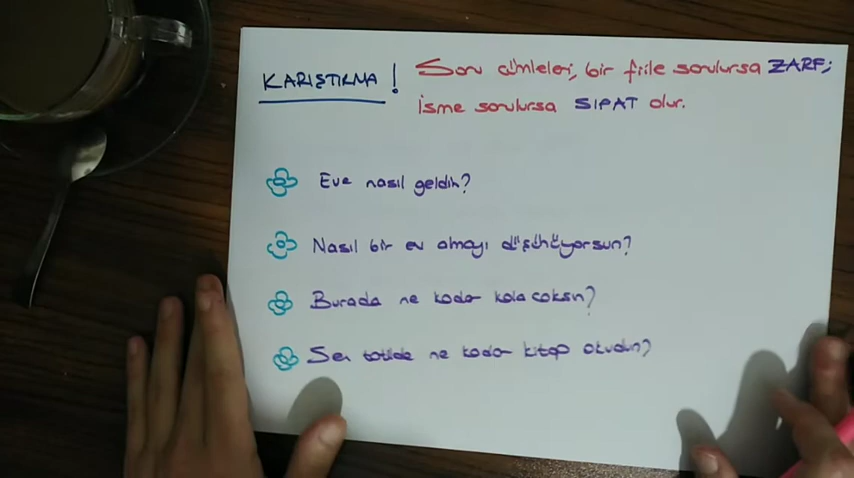 KARIŞTIRMA! Soru cümleleri, bir fiile sorulursa ZARF;
isme sorulursa SIFAT olur.
Eve nasıl geldin?
Nasıl bir ev almayı düşünüyorsun?
Burada ne kadar kalacaksın?
Sen tatilde ne kadar kitap okudun?